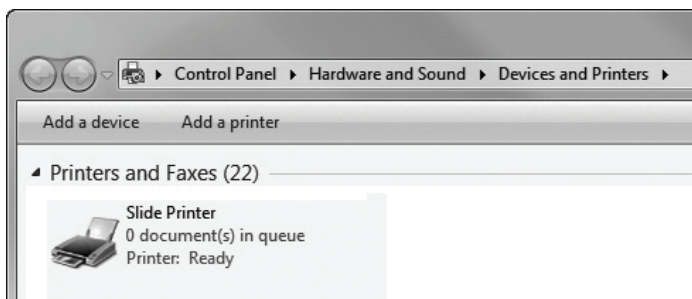 Control Panel Hardware and Sound Devices and Printers
Add a device Add a printer
Printers and Faxes (22)
Slide Printer
0 document(s) in queue
Printer: Ready